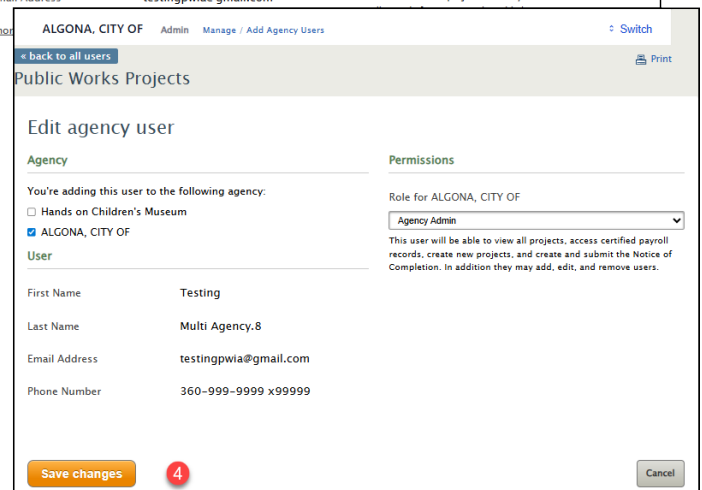 ALGONA, CITY OF Admin Manage / Add Agency Users Switch
« back to all users Print
Public Works Projects
Edit agency user
Agency
You're adding this user to the following agency:
Hands on Children's Museum
ALGONA, CITY OF
User
First Name Testing
Last Name Multi Agency.8
Email Address testingpwia@gmail.com
Phone Number 360-999-9999 x99999
Permissions
Role for ALGONA, CITY OF
Agency Admin
This user will be able to view all projects, access certified payroll
records, create new projects, and create and submit the Notice of
Completion. In addition they may add, edit, and remove users.
Save changes 4 Cancel